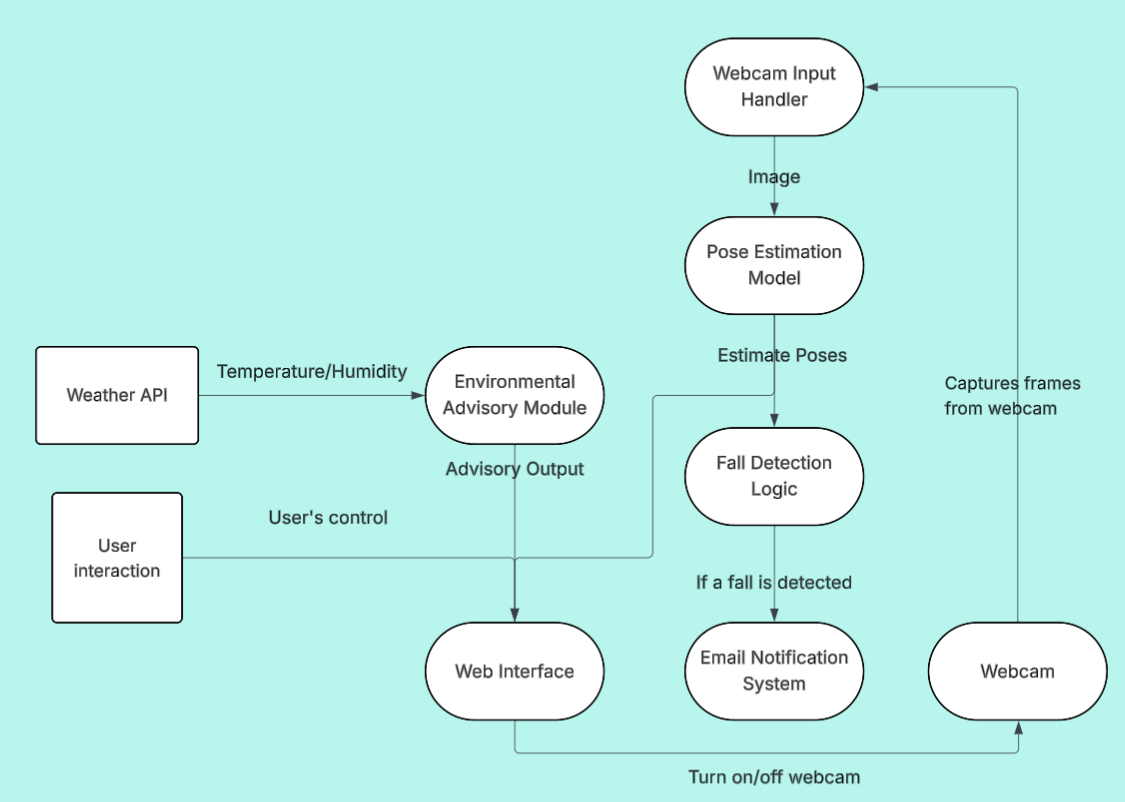 Webcam Input
Handler
Image
Pose Estimation
Model
Estimate Poses
Weather API
Temperature/Humidity
Environmental
Advisory Module
Captures frames
from webcam
Advisory Output
Fall Detection
Logic
User's control
User
interaction
If a fall is detected
Web Interface
Email Notification
System
Webcam
Turn on/off webcam